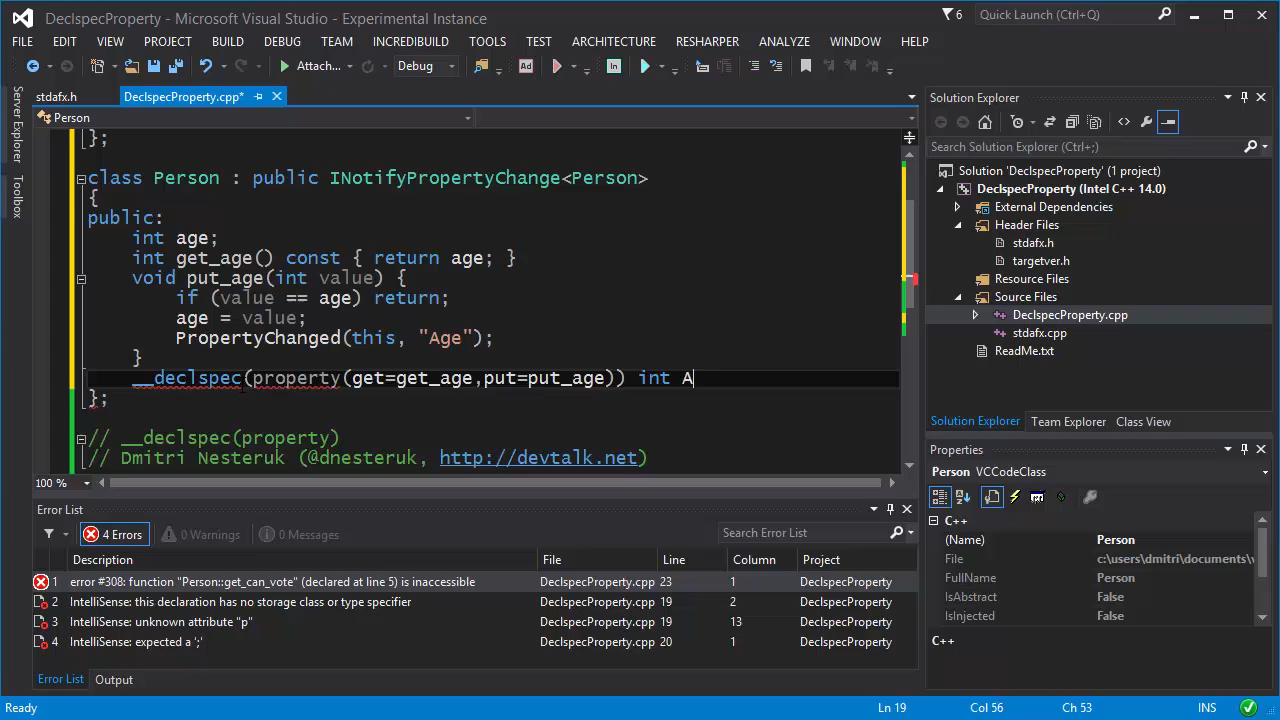 DeclspecProperty - Microsoft Visual Studio - Experimental Instance
6
Quick Launch (Ctrl+Q)
FILE EDIT VIEW PROJECT BUILD DEBUG TEAM INCREDIBUILD TOOLS TEST ARCHITECTURE RESHARPER ANALYZE WINDOW HELP
Attach... Debug Ad In
Server Explorer
Toolbox
stdafx.h DeclspecProperty.cpp*
Person
};
class Person : public INotifyPropertyChange<Person>
{
public:
int age;
int get_age() const { return age; }
void put_age(int value) {
if (value == age) return;
age = value;
PropertyChanged(this, "Age");
}
__declspec(property(get=get_age,put=put_age)) int A
};
// __declspec(property)
// Dmitri Nesteruk (@dnesteruk, http://devtalk.net)
100 %
Error List
4 Errors 0 Warnings 0 Messages Search Error List
Description File Line Column Project
1 error #308: function "Person::get_can_vote" (declared at line 5) is inaccessible DeclspecProperty.cpp 23 1 DeclspecProperty
2 IntelliSense: this declaration has no storage class or type specifier DeclspecProperty.cpp 19 2 DeclspecProperty
3 IntelliSense: unknown attribute "p" DeclspecProperty.cpp 19 13 DeclspecProperty
4 IntelliSense: expected a ';' DeclspecProperty.cpp 20 1 DeclspecProperty
Error List Output
Solution Explorer
Search Solution Explorer (Ctrl+;)
Solution 'DeclspecProperty' (1 project)
DeclspecProperty (Intel C++ 14.0)
External Dependencies
Header Files
stdafx.h
targetver.h
Resource Files
Source Files
DeclspecProperty.cpp
stdafx.cpp
ReadMe.txt
Solution Explorer Team Explorer Class View
Properties
Person VCCodeClass
C++
(Name) Person
File c:\users\dmitri\documents\v
FullName Person
IsAbstract False
IsInjected False
C++
Ready Ln 19 Col 56 Ch 53 INS